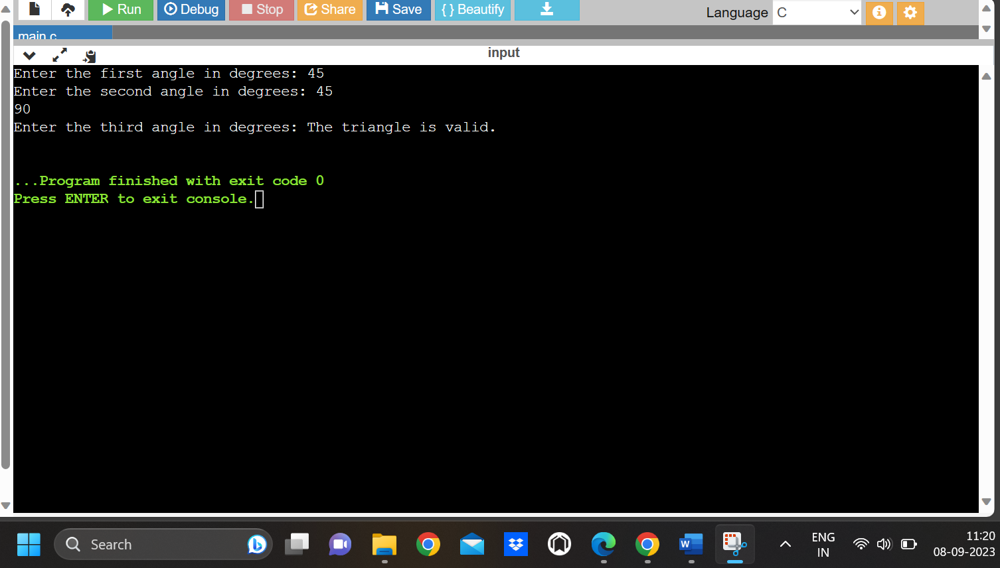 Run Debug Stop Share Save { } Beautify Language C
main.c
input
Enter the first angle in degrees: 45
Enter the second angle in degrees: 45
90
Enter the third angle in degrees: The triangle is valid.
...Program finished with exit code 0
Press ENTER to exit console.
Search
W
ENG
IN
11:20
08-09-2023